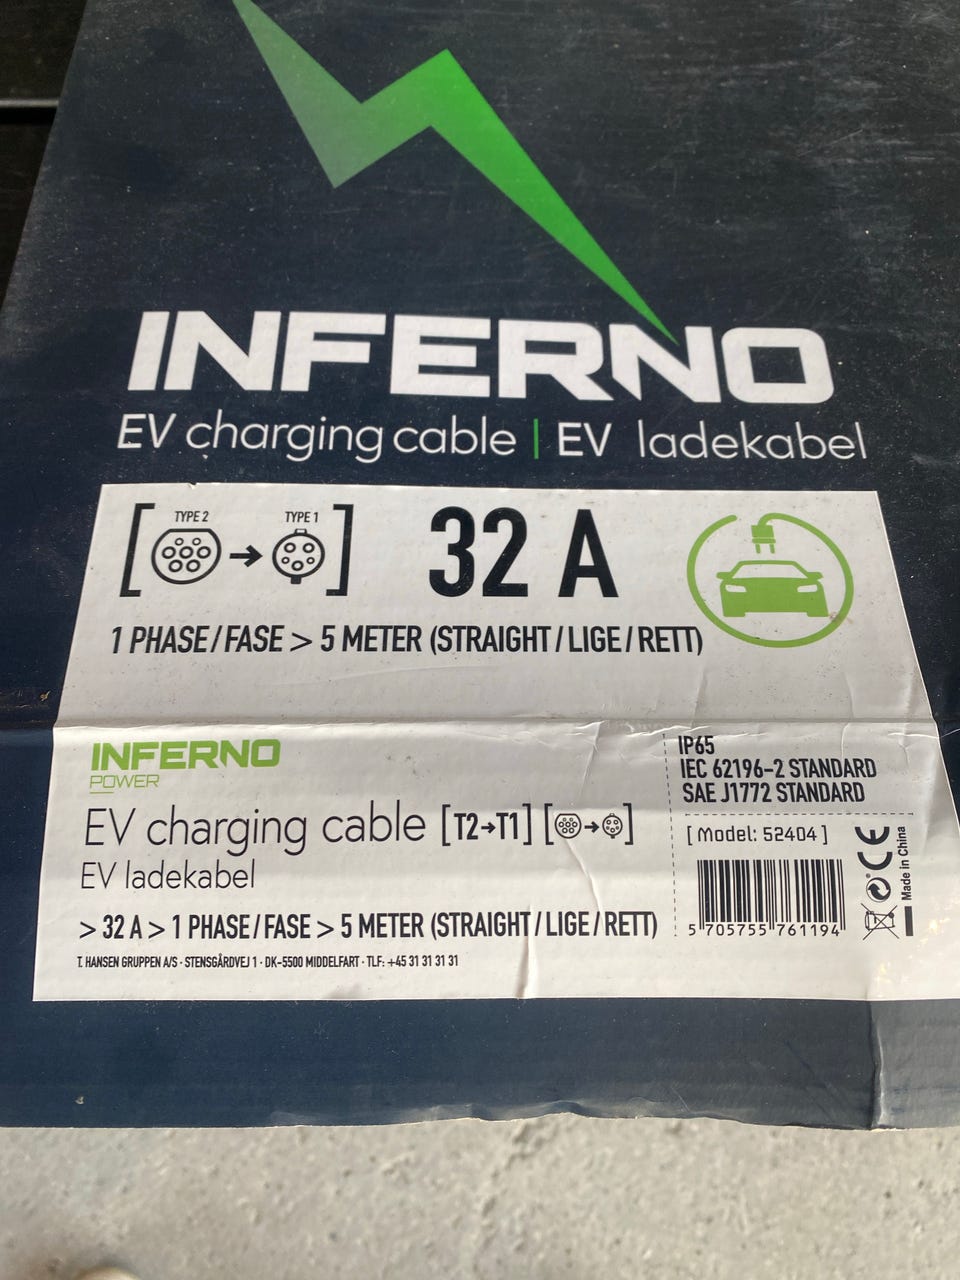 INFERNO
EV charging cable | EV ladekabel
TYPE 2 TYPE 1
32 A
1 PHASE/FASE > 5 METER (STRAIGHT/LIGE/RETT)
INFERNO
POWER
EV charging cable [T2→T1]
EV ladekabel
> 32 A > 1 PHASE/FASE > 5 METER (STRAIGHT/LIGE/RETT)
T. HANSEN GRUPPEN A/S · STENSGÅRDVEJ 1 · DK-5500 MIDDELFART · TLF: +45 31 31 31 31
IP65
IEC 62196-2 STANDARD
SAE J1772 STANDARD
[ Model: 52404 ]
5 705755 761194
CE
Made in China